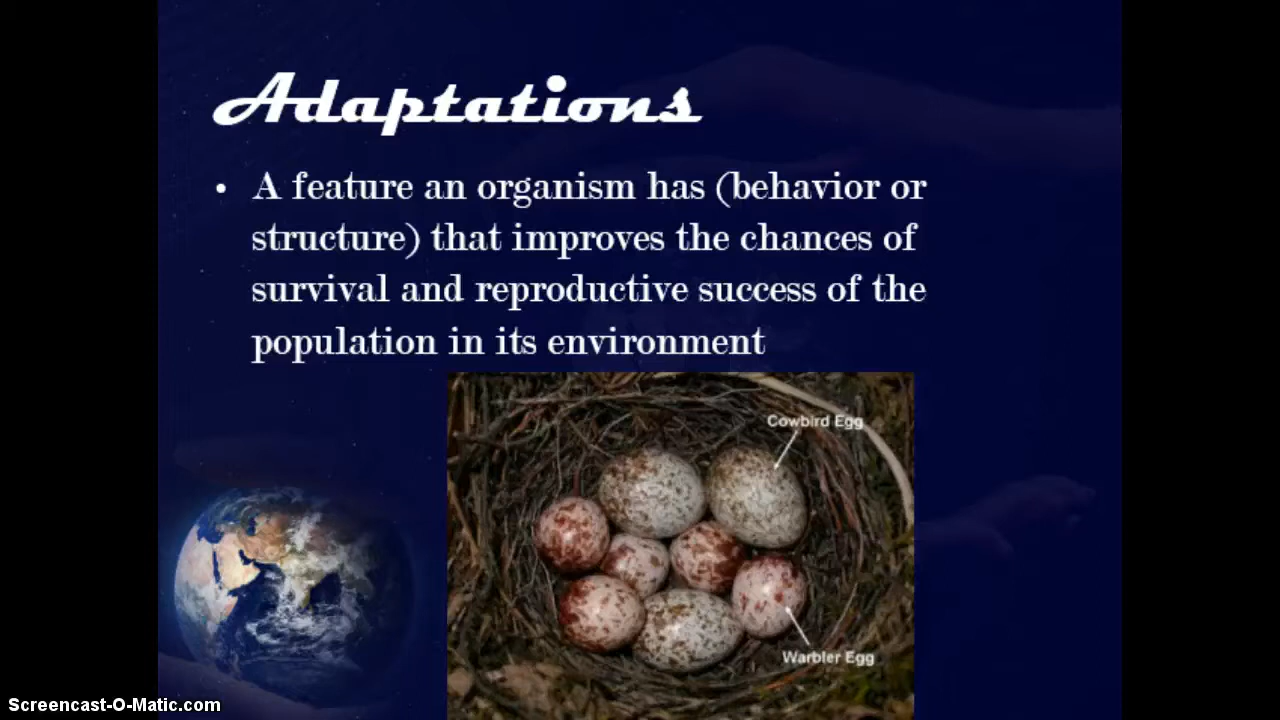 Adaptations
• A feature an organism has (behavior or
structure) that improves the chances of
survival and reproductive success of the
population in its environment
Cowbird Egg
Warbler Egg
Screencast-O-Matic.com